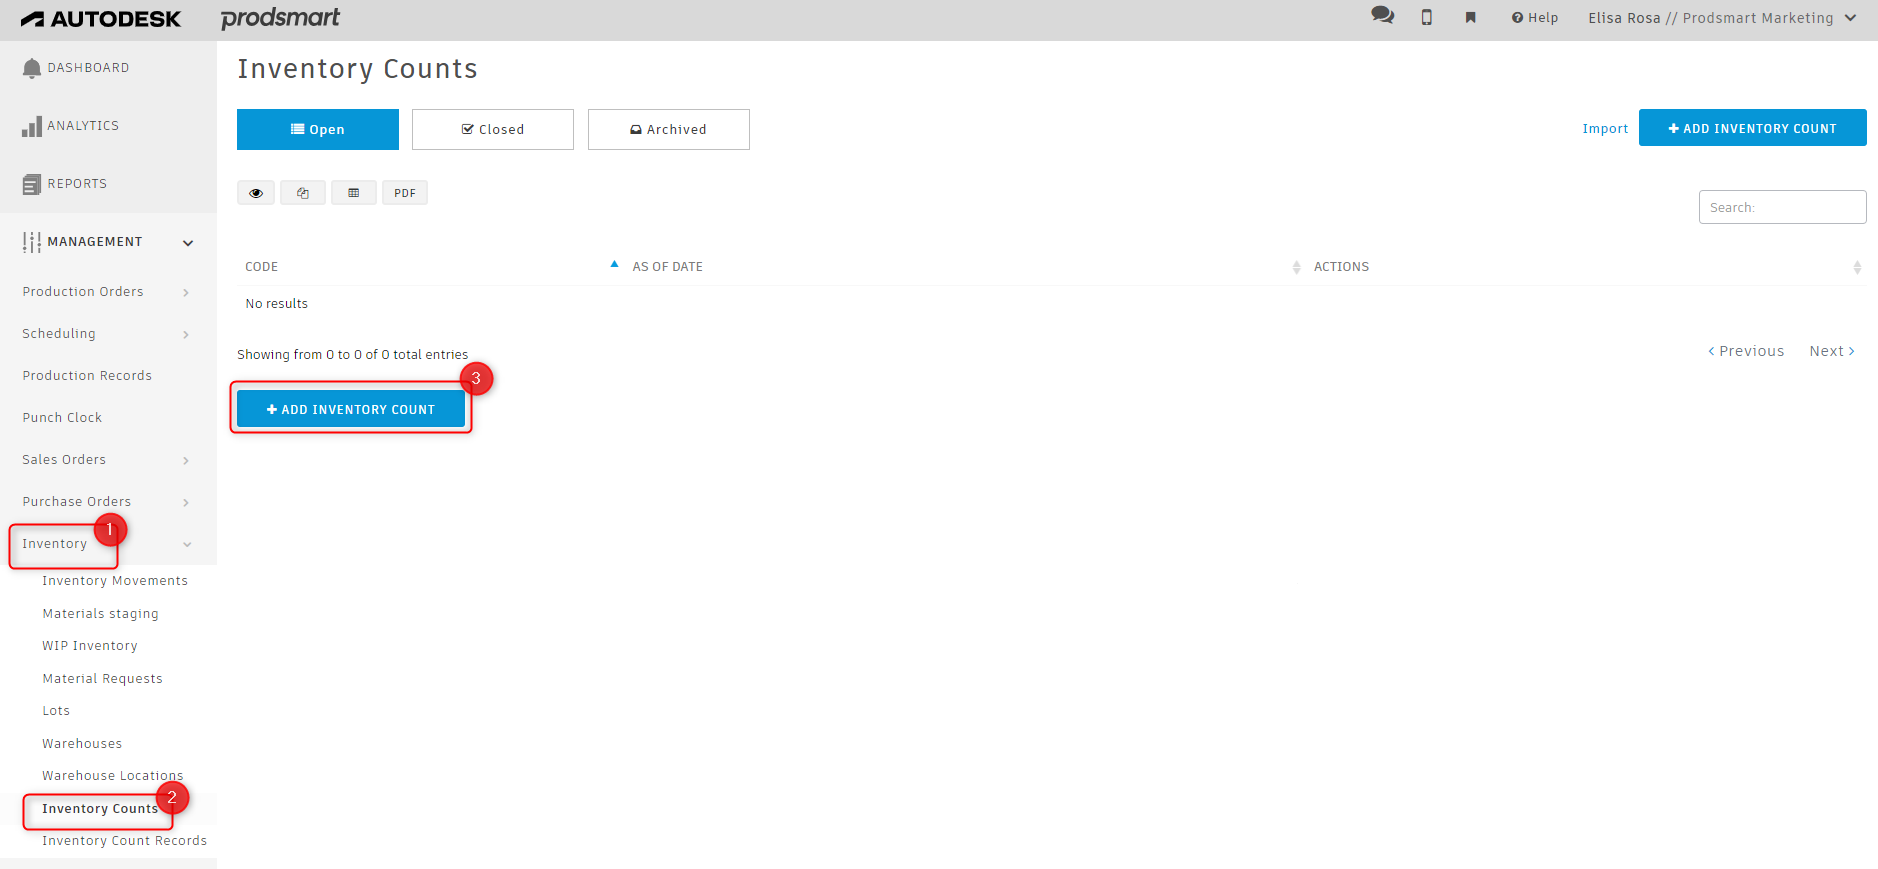 AUTODESK prodsmart Help Elisa Rosa // Prodsmart Marketing
DASHBOARD
ANALYTICS
REPORTS
MANAGEMENT
Production Orders
Scheduling
Production Records
Punch Clock
Sales Orders
Purchase Orders
1
Inventory
Inventory Movements
Materials staging
WIP Inventory
Material Requests
Lots
Warehouses
Warehouse Locations
2
Inventory Counts
Inventory Count Records
Inventory Counts
Open Closed Archived Import + ADD INVENTORY COUNT
PDF
Search:
CODE AS OF DATE ACTIONS
No results
Showing from 0 to 0 of 0 total entries
< Previous Next >
3
+ ADD INVENTORY COUNT